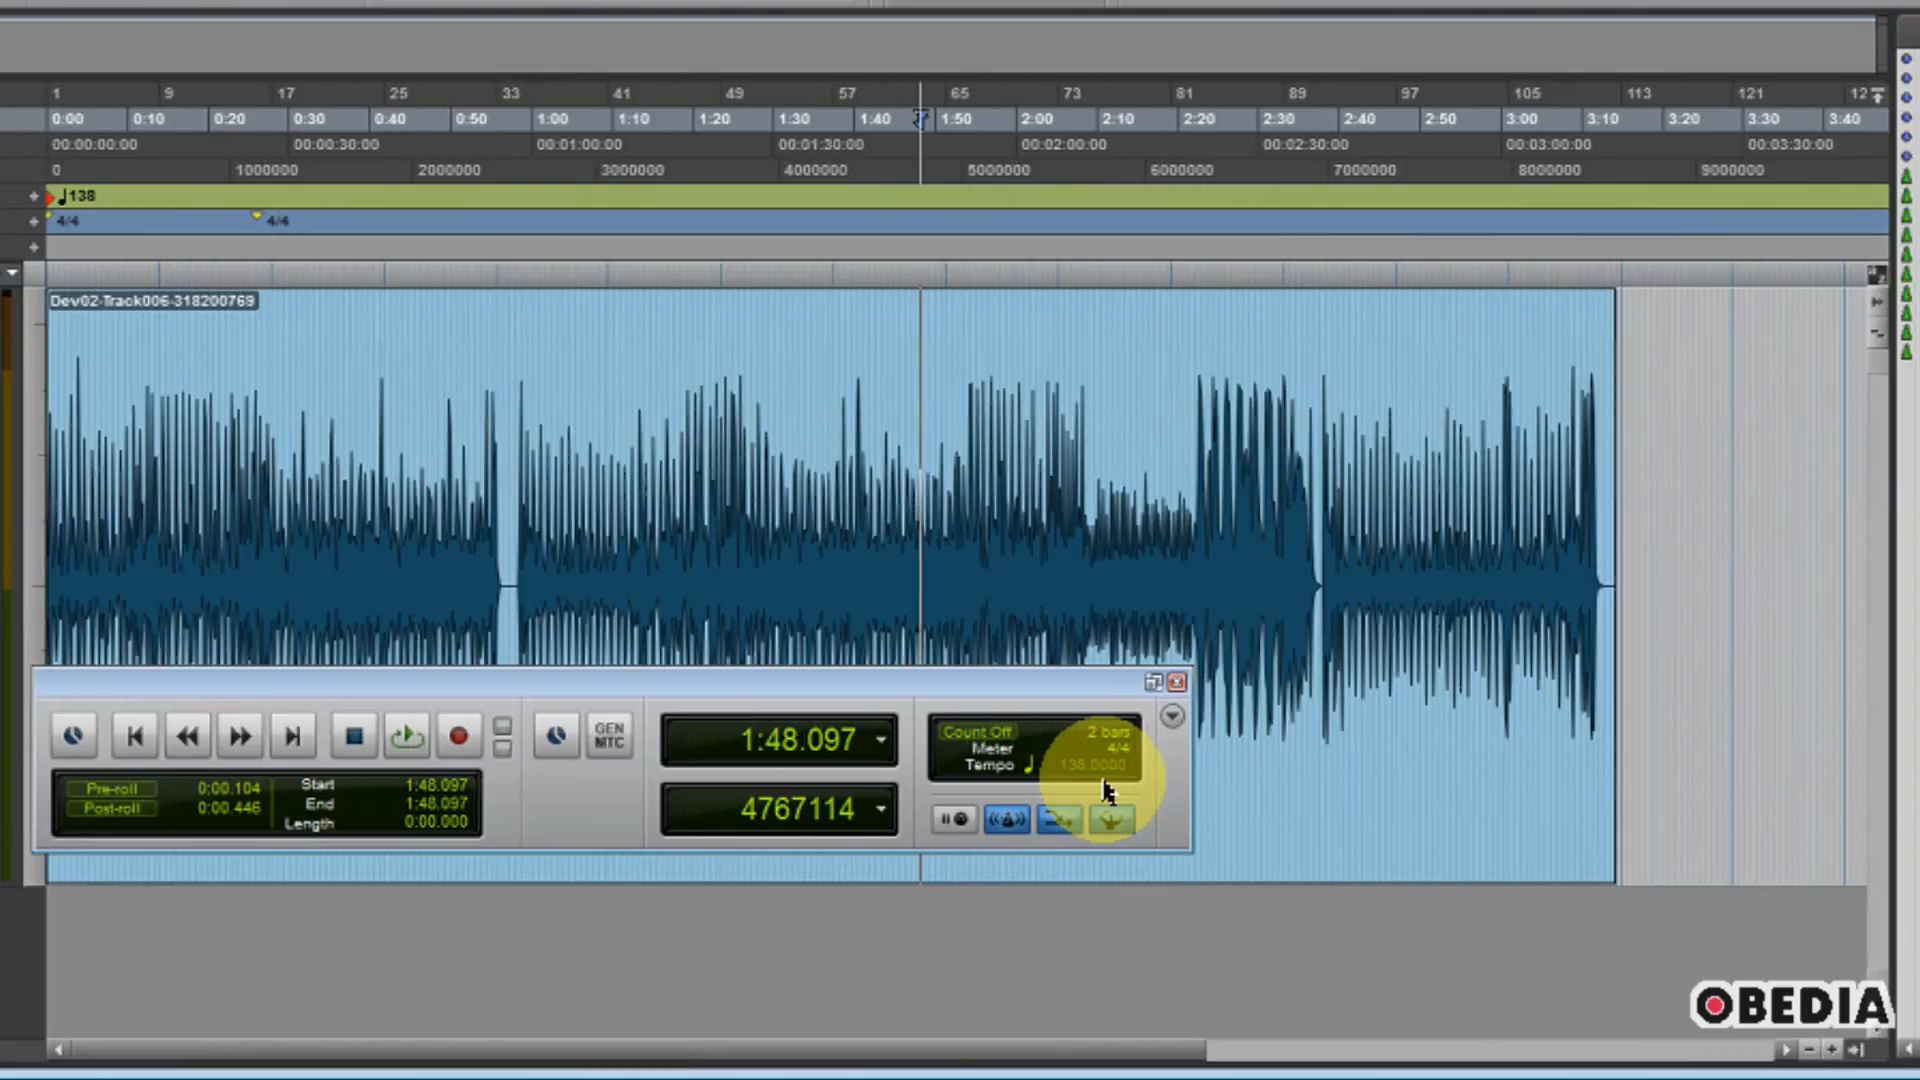 1 9 17 25 33 41 49 57 65 73 81 89 97 105 113 121 12
0:00 0:10 0:20 0:30 0:40 0:50 1:00 1:10 1:20 1:30 1:40 1:50 2:00 2:10 2:20 2:30 2:40 2:50 3:00 3:10 3:20 3:30 3:40
00:00:00:00 00:00:30:00 00:01:00:00 00:01:30:00 00:02:00:00 00:02:30:00 00:03:00:00 00:03:30:00
0 1000000 2000000 3000000 4000000 5000000 6000000 7000000 8000000 9000000
138
4/4 4/4
Dev02-Track006-318200769
GEN
MTC
1:48.097
4767114
Count Off 2 bars
Meter 4/4
Tempo 138.0000
Pre-roll 0:00.104 Start 1:48.097
Post-roll 0:00.446 End 1:48.097
Length 0:00.000
OBEDIA